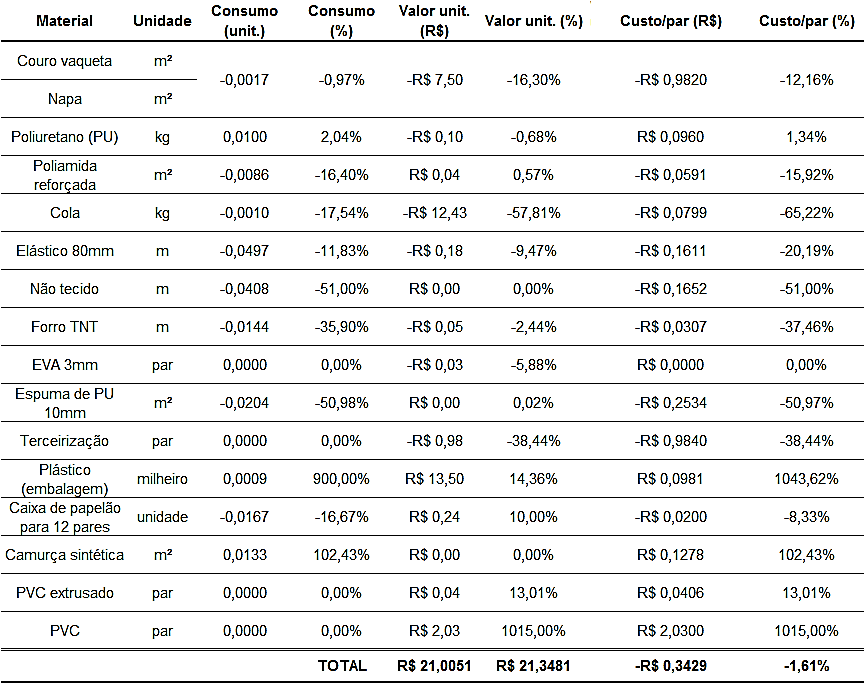 Material Unidade Consumo (unit.) Consumo (%) Valor unit. (R$) Valor unit. (%) Custo/par (R$) Custo/par (%)
Couro vaqueta m² -0,0017 -0,97% -R$ 7,50 -16,30% -R$ 0,9820 -12,16%
Napa m²
Poliuretano (PU) kg 0,0100 2,04% -R$ 0,10 -0,68% R$ 0,0960 1,34%
Poliamida reforçada m² -0,0086 -16,40% R$ 0,04 0,57% -R$ 0,0591 -15,92%
Cola kg -0,0010 -17,54% -R$ 12,43 -57,81% -R$ 0,0799 -65,22%
Elástico 80mm m -0,0497 -11,83% -R$ 0,18 -9,47% -R$ 0,1611 -20,19%
Não tecido m -0,0408 -51,00% R$ 0,00 0,00% -R$ 0,1652 -51,00%
Forro TNT m -0,0144 -35,90% -R$ 0,05 -2,44% -R$ 0,0307 -37,46%
EVA 3mm par 0,0000 0,00% -R$ 0,03 -5,88% R$ 0,0000 0,00%
Espuma de PU 10mm m² -0,0204 -50,98% R$ 0,00 0,02% -R$ 0,2534 -50,97%
Terceirização par 0,0000 0,00% -R$ 0,98 -38,44% -R$ 0,9840 -38,44%
Plástico (embalagem) milheiro 0,0009 900,00% R$ 13,50 14,36% R$ 0,0981 1043,62%
Caixa de papelão para 12 pares unidade -0,0167 -16,67% R$ 0,24 10,00% -R$ 0,0200 -8,33%
Camurça sintética m² 0,0133 102,43% R$ 0,00 0,00% R$ 0,1278 102,43%
PVC extrusado par 0,0000 0,00% R$ 0,04 13,01% R$ 0,0406 13,01%
PVC par 0,0000 0,00% R$ 2,03 1015,00% R$ 2,0300 1015,00%
TOTAL R$ 21,0051 R$ 21,3481 -R$ 0,3429 -1,61%